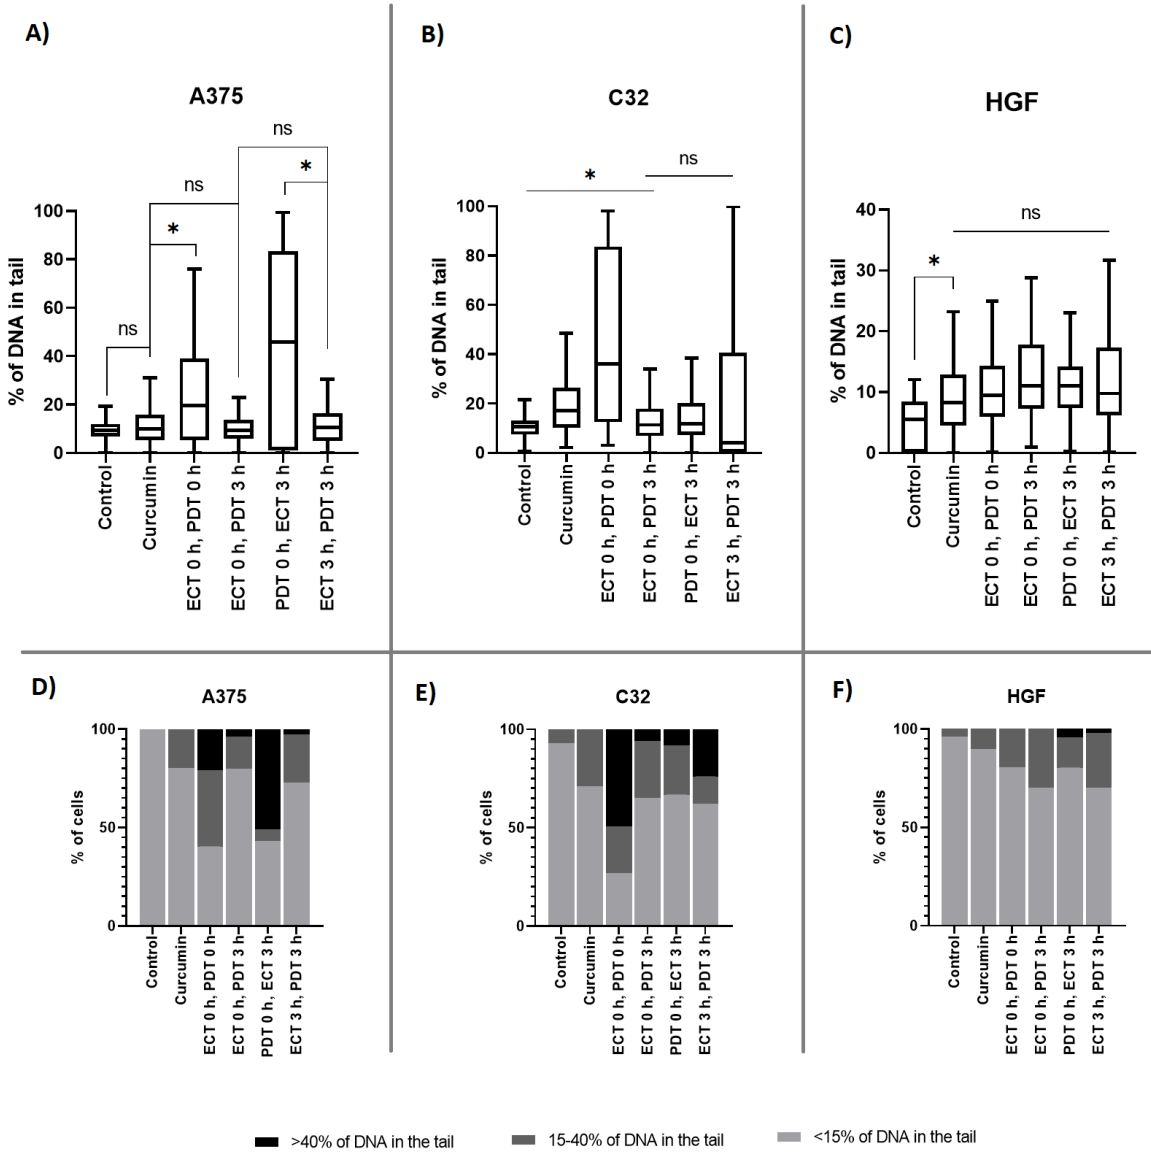 A)
A375
ns
ns
*
ns
*
% of DNA in tail
100
80
60
40
20
0
Control
Curcumin
ECT 0 h, PDT 0 h
ECT 0 h, PDT 3 h
PDT 0 h, ECT 3 h
ECT 3 h, PDT 3 h
B)
C32
ns
*
% of DNA in tail
100
80
60
40
20
0
Control
Curcumin
ECT 0 h, PDT 0 h
ECT 0 h, PDT 3 h
PDT 0 h, ECT 3 h
ECT 3 h, PDT 3 h
C)
HGF
ns
*
% of DNA in tail
40
30
20
10
0
Control
Curcumin
ECT 0 h, PDT 0 h
ECT 0 h, PDT 3 h
PDT 0 h, ECT 3 h
ECT 3 h, PDT 3 h
D)
A375
% of cells
100
50
0
Control
Curcumin
ECT 0 h, PDT 0 h
ECT 0 h, PDT 3 h
PDT 0 h, ECT 3 h
ECT 3 h, PDT 3 h
E)
C32
% of cells
100
50
0
Control
Curcumin
ECT 0 h, PDT 0 h
ECT 0 h, PDT 3 h
PDT 0 h, ECT 3 h
ECT 3 h, PDT 3 h
F)
HGF
% of cells
100
50
0
Control
Curcumin
ECT 0 h, PDT 0 h
ECT 0 h, PDT 3 h
PDT 0 h, ECT 3 h
ECT 3 h, PDT 3 h
>40% of DNA in the tail
15-40% of DNA in the tail
<15% of DNA in the tail